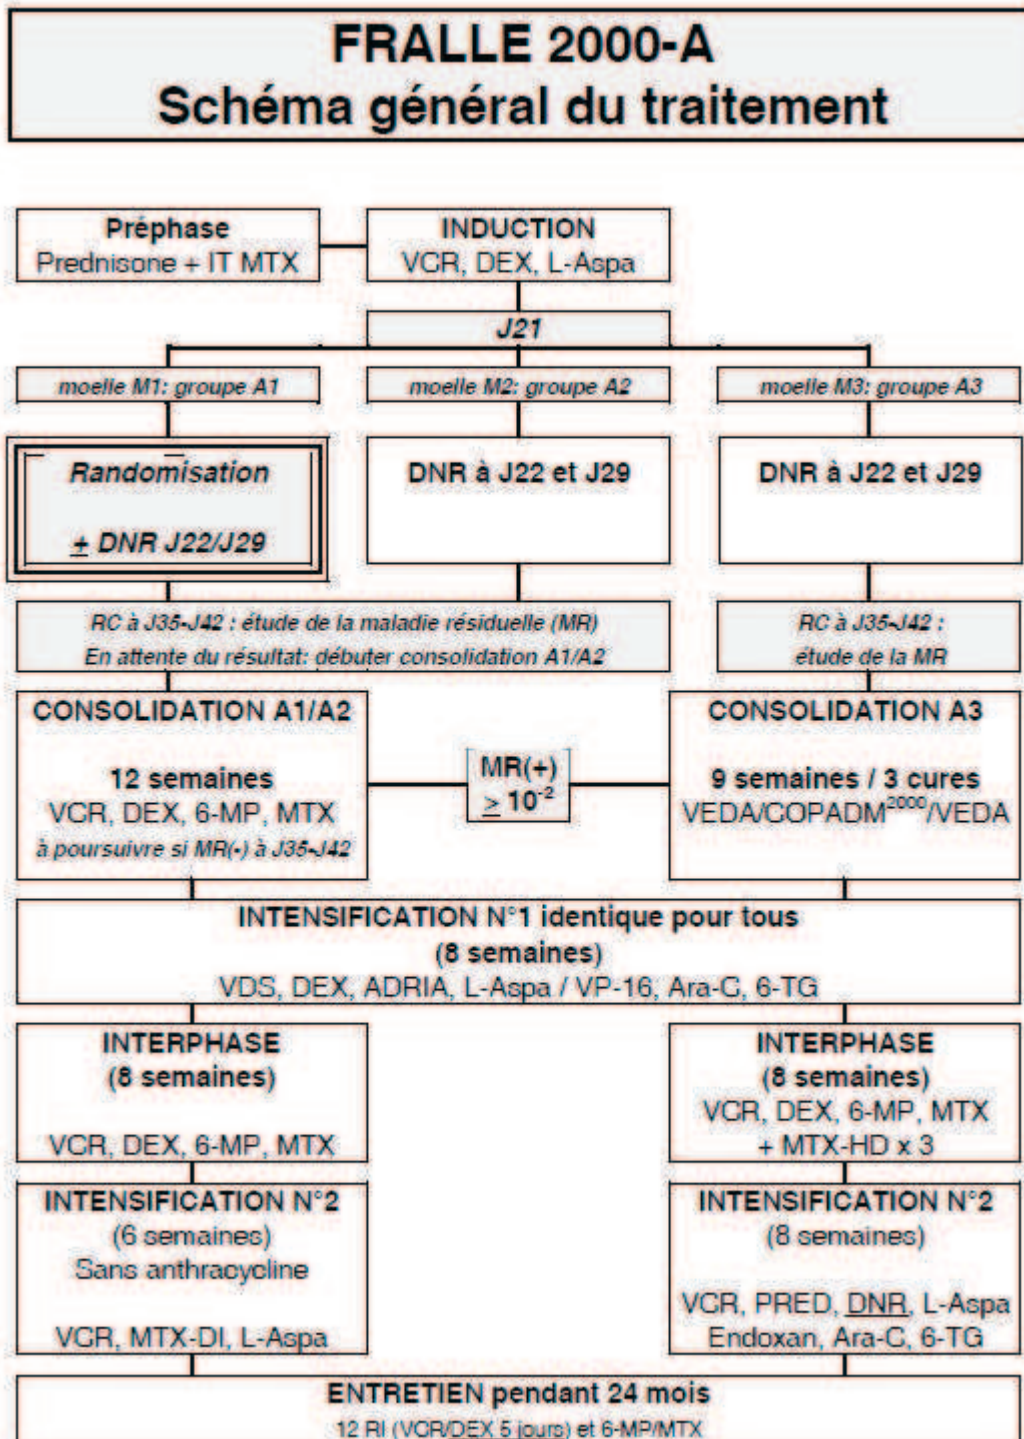 FRALLE 2000-A
Schéma général du traitement
Préphase
Prednisone + IT MTX
INDUCTION
VCR, DEX, L-Aspa
J21
moelle M1: groupe A1
moelle M2: groupe A2
moelle M3: groupe A3
Randomisation
± DNR J22/J29
DNR à J22 et J29
DNR à J22 et J29
RC à J35-J42 : étude de la maladie résiduelle (MR)
En attente du résultat: débuter consolidation A1/A2
RC à J35-J42 :
étude de la MR
CONSOLIDATION A1/A2
12 semaines
VCR, DEX, 6-MP, MTX
à poursuivre si MR(-) à J35-J42
MR(+)
≥ 10⁻²
CONSOLIDATION A3
9 semaines / 3 cures
VEDA/COPADM²⁰⁰⁰/VEDA
INTENSIFICATION N°1 identique pour tous
(8 semaines)
VDS, DEX, ADRIA, L-Aspa / VP-16, Ara-C, 6-TG
INTERPHASE
(8 semaines)
VCR, DEX, 6-MP, MTX
INTERPHASE
(8 semaines)
VCR, DEX, 6-MP, MTX
+ MTX-HD x 3
INTENSIFICATION N°2
(6 semaines)
Sans anthracycline
VCR, MTX-DI, L-Aspa
INTENSIFICATION N°2
(8 semaines)
VCR, PRED, DNR, L-Aspa
Endoxan, Ara-C, 6-TG
ENTRETIEN pendant 24 mois
12 RI (VCR/DEX 5 jours) et 6-MP/MTX